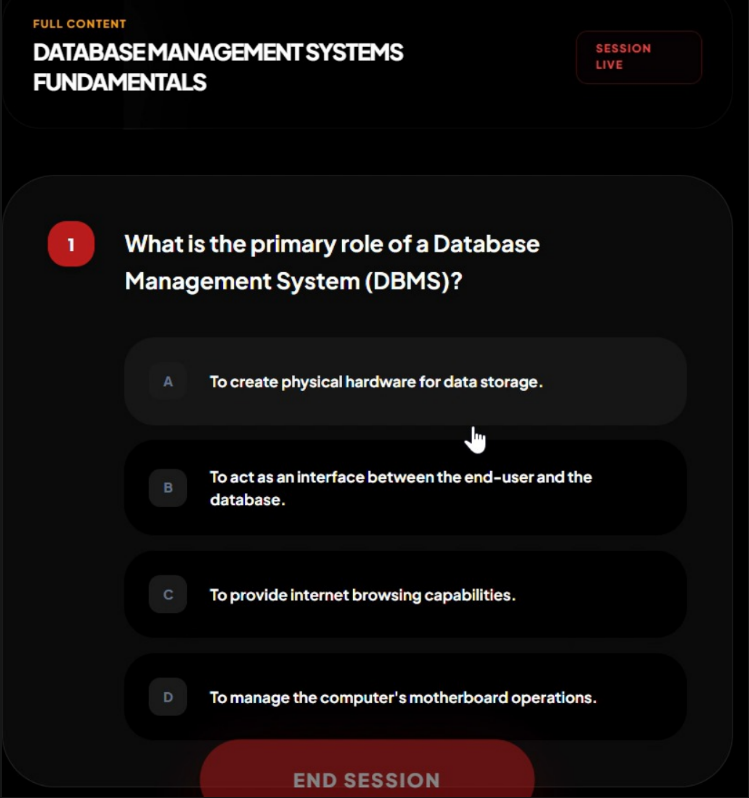 FULL CONTENT
DATABASE MANAGEMENT SYSTEMS
FUNDAMENTALS
SESSION
LIVE
1
What is the primary role of a Database
Management System (DBMS)?
A
To create physical hardware for data storage.
B
To act as an interface between the end-user and the
database.
C
To provide internet browsing capabilities.
D
To manage the computer's motherboard operations.
END SESSION